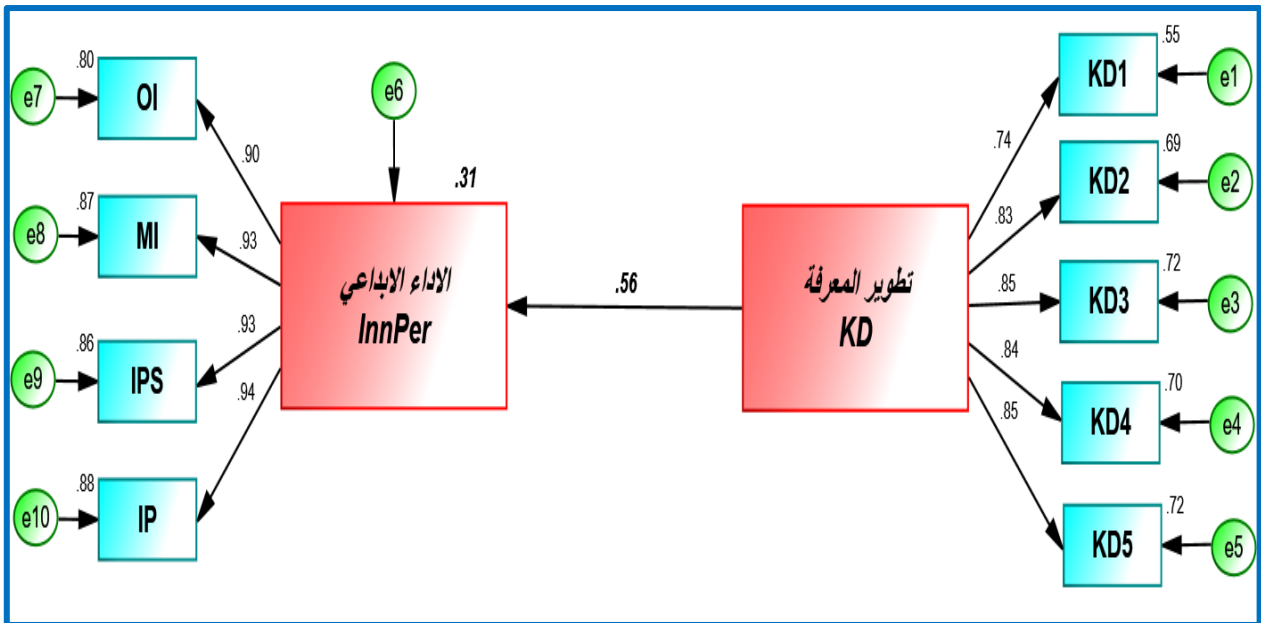 e7
.80
OI
.90
e8
.87
MI
.93
e9
.86
IPS
.93
e10
.88
IP
.94
e6
.31
الاداء الابداعي
InnPer
.56
تطوير المعرفة
KD
.74
KD1
.55
e1
.83
KD2
.69
e2
.85
KD3
.72
e3
.84
KD4
.70
e4
.85
KD5
.72
e5